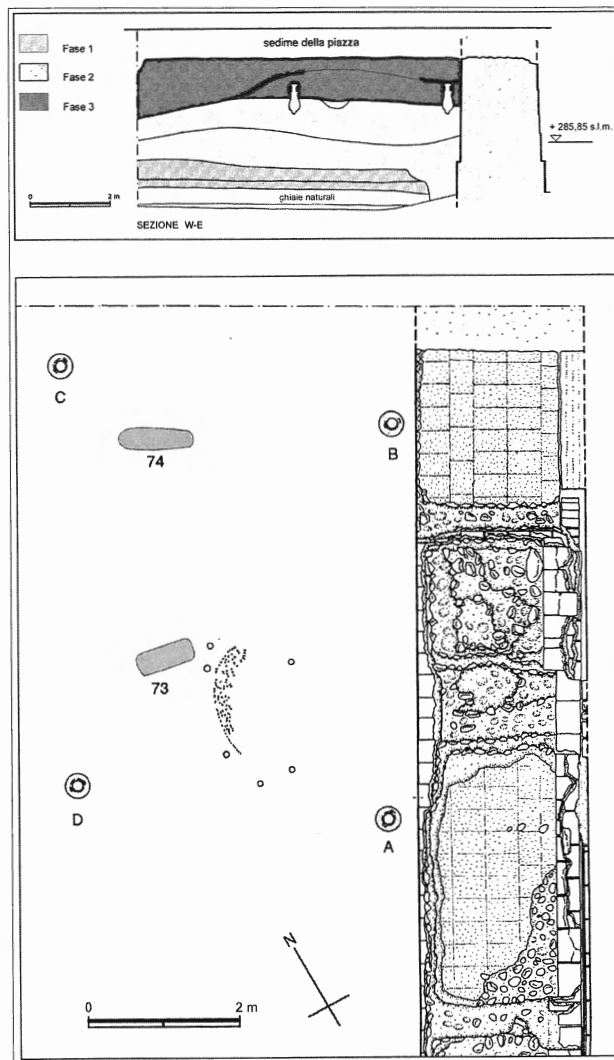 sedime della piazza
Fase 1
Fase 2
Fase 3
+ 285,85 s.l.m.
ghiaie naturali
0 2 m
SEZIONE W-E
C
74
B
73
D
A
N
0 2 m